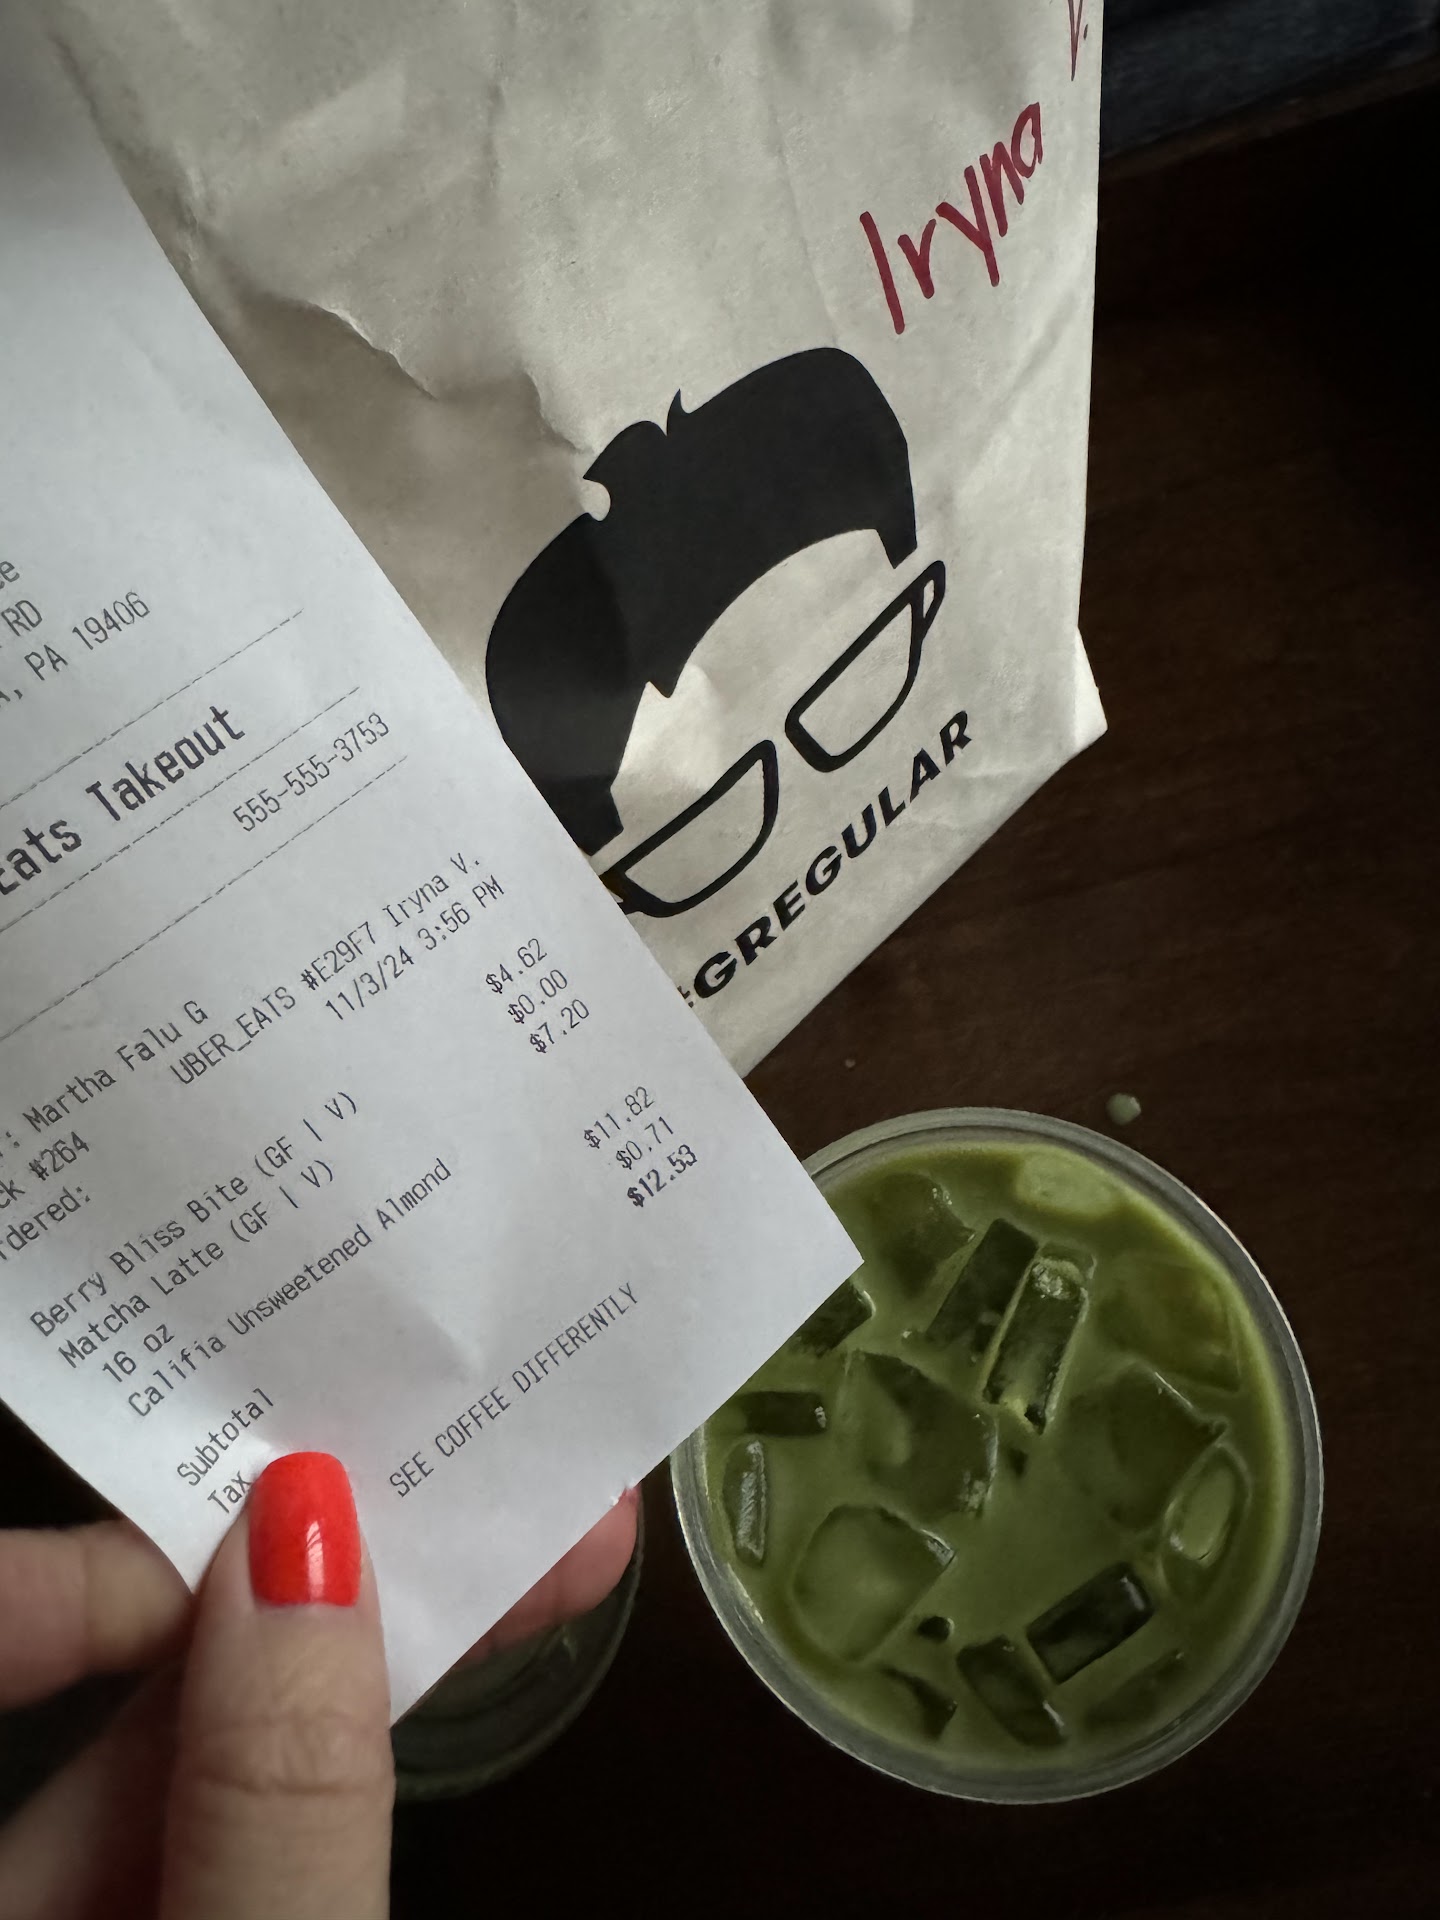 V.
Iryna
#GREGULAR
RD
, PA 19406
Eats Takeout
555-555-3753
: Martha Falu G
UBER_EATS #E29F7 Iryna V.
#264
11/3/24 3:56 PM
rdered:
Berry Bliss Bite (GF | V) $4.62
Matcha Latte (GF | V) $0.00
16 oz $7.20
Califia Unsweetened Almond
Subtotal $11.82
Tax $0.71
$12.53
SEE COFFEE DIFFERENTLY